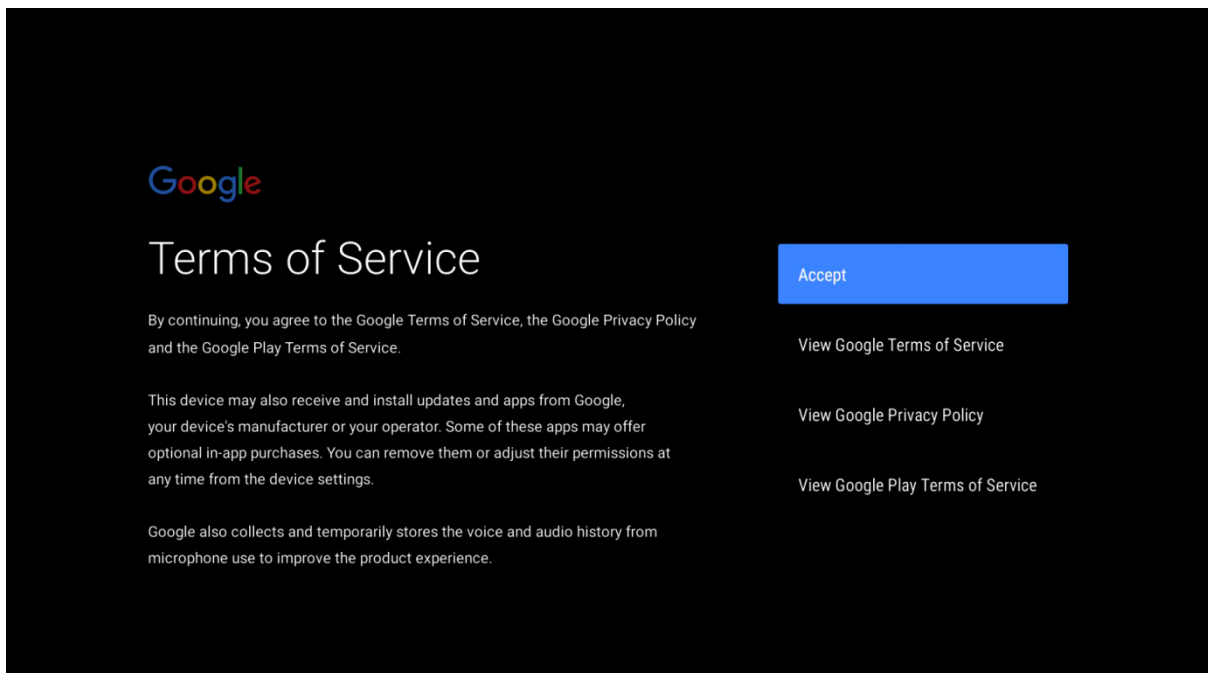 Google
Terms of Service
By continuing, you agree to the Google Terms of Service, the Google Privacy Policy
and the Google Play Terms of Service.
This device may also receive and install updates and apps from Google,
your device's manufacturer or your operator. Some of these apps may offer
optional in-app purchases. You can remove them or adjust their permissions at
any time from the device settings.
Google also collects and temporarily stores the voice and audio history from
microphone use to improve the product experience.
Accept
View Google Terms of Service
View Google Privacy Policy
View Google Play Terms of Service